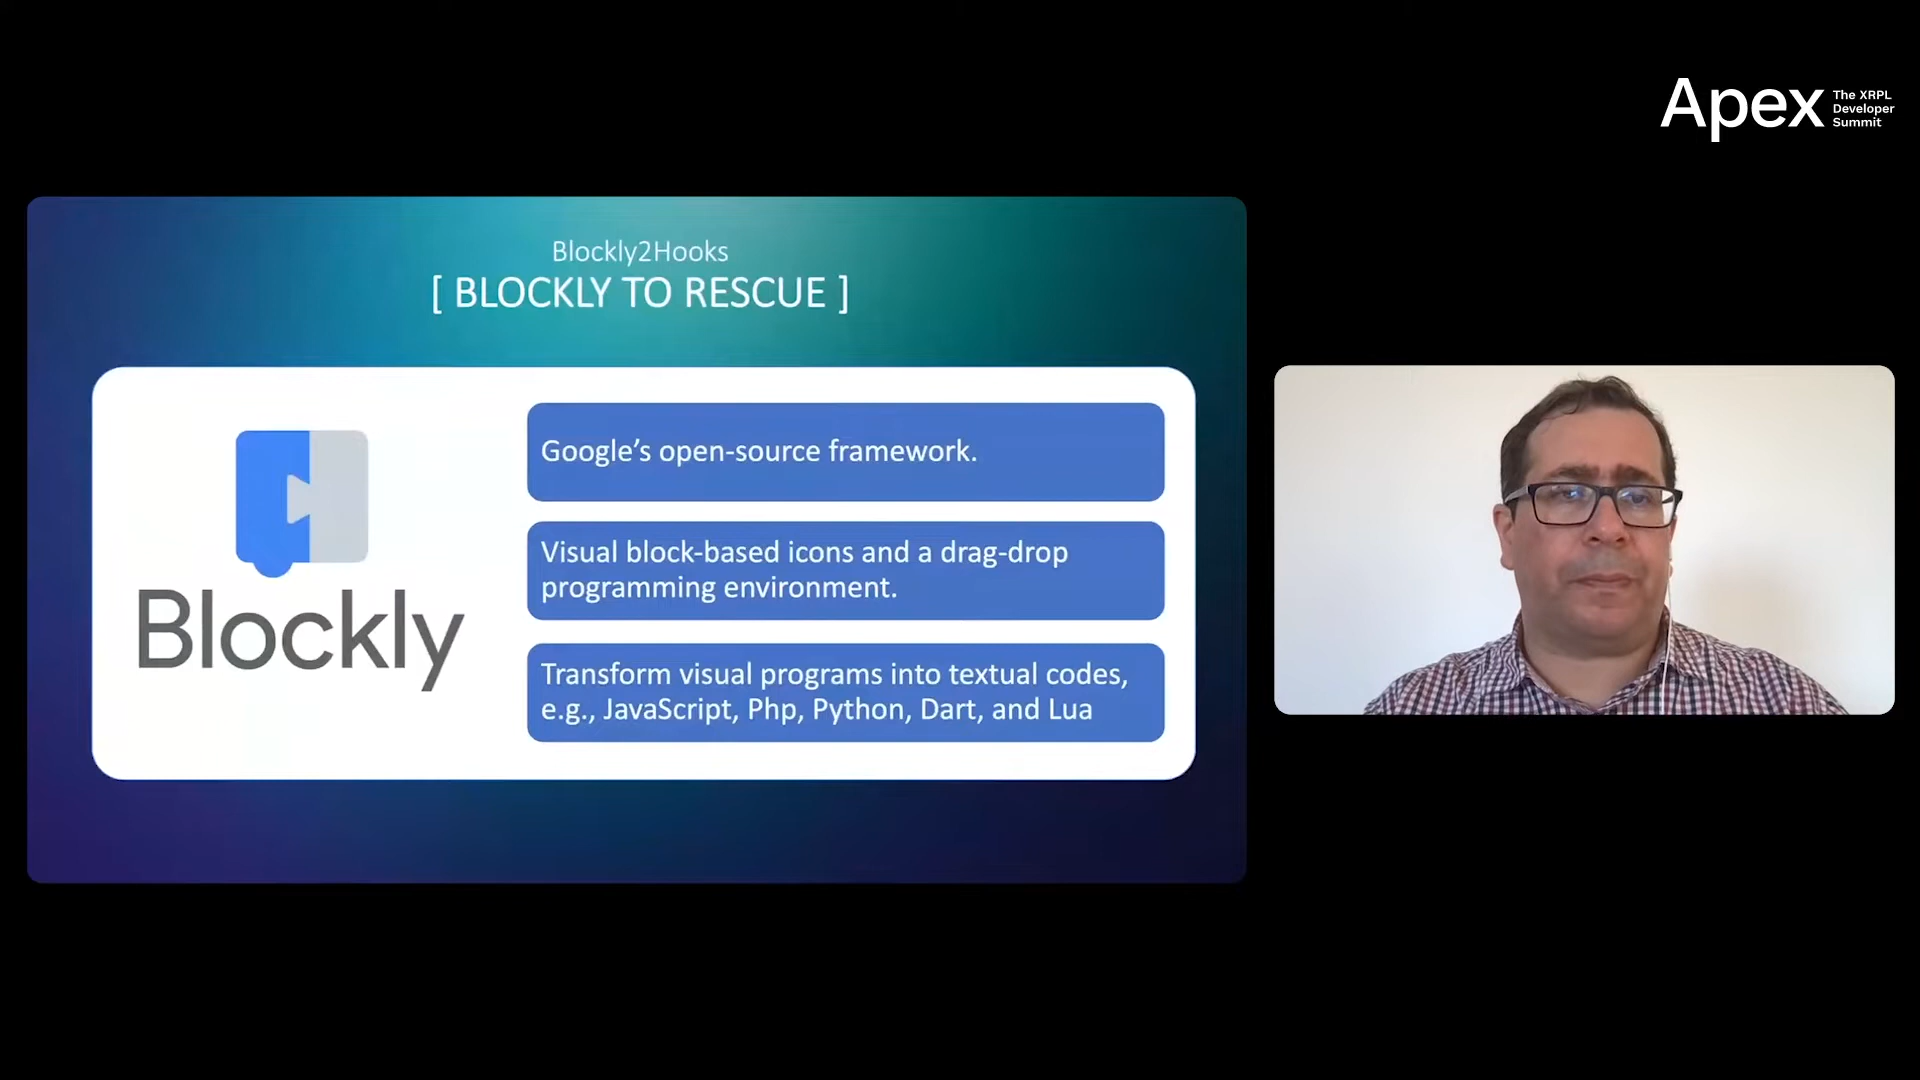 Apex
The XRPL
Developer
Summit
Blockly2Hooks
[ BLOCKLY TO RESCUE ]
Blockly
Google’s open-source framework.
Visual block-based icons and a drag-drop
programming environment.
Transform visual programs into textual codes,
e.g., JavaScript, Php, Python, Dart, and Lua